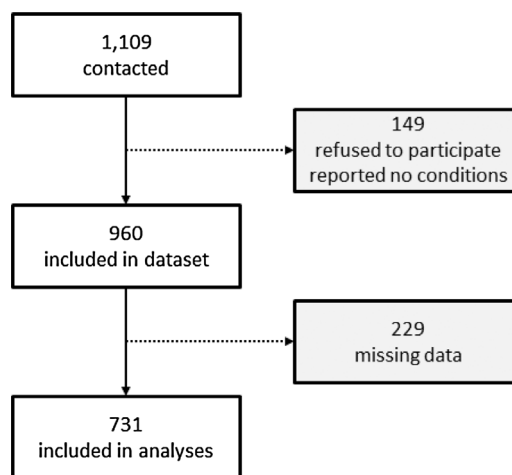 1,109
contacted
149
refused to participate
reported no conditions
960
included in dataset
229
missing data
731
included in analyses